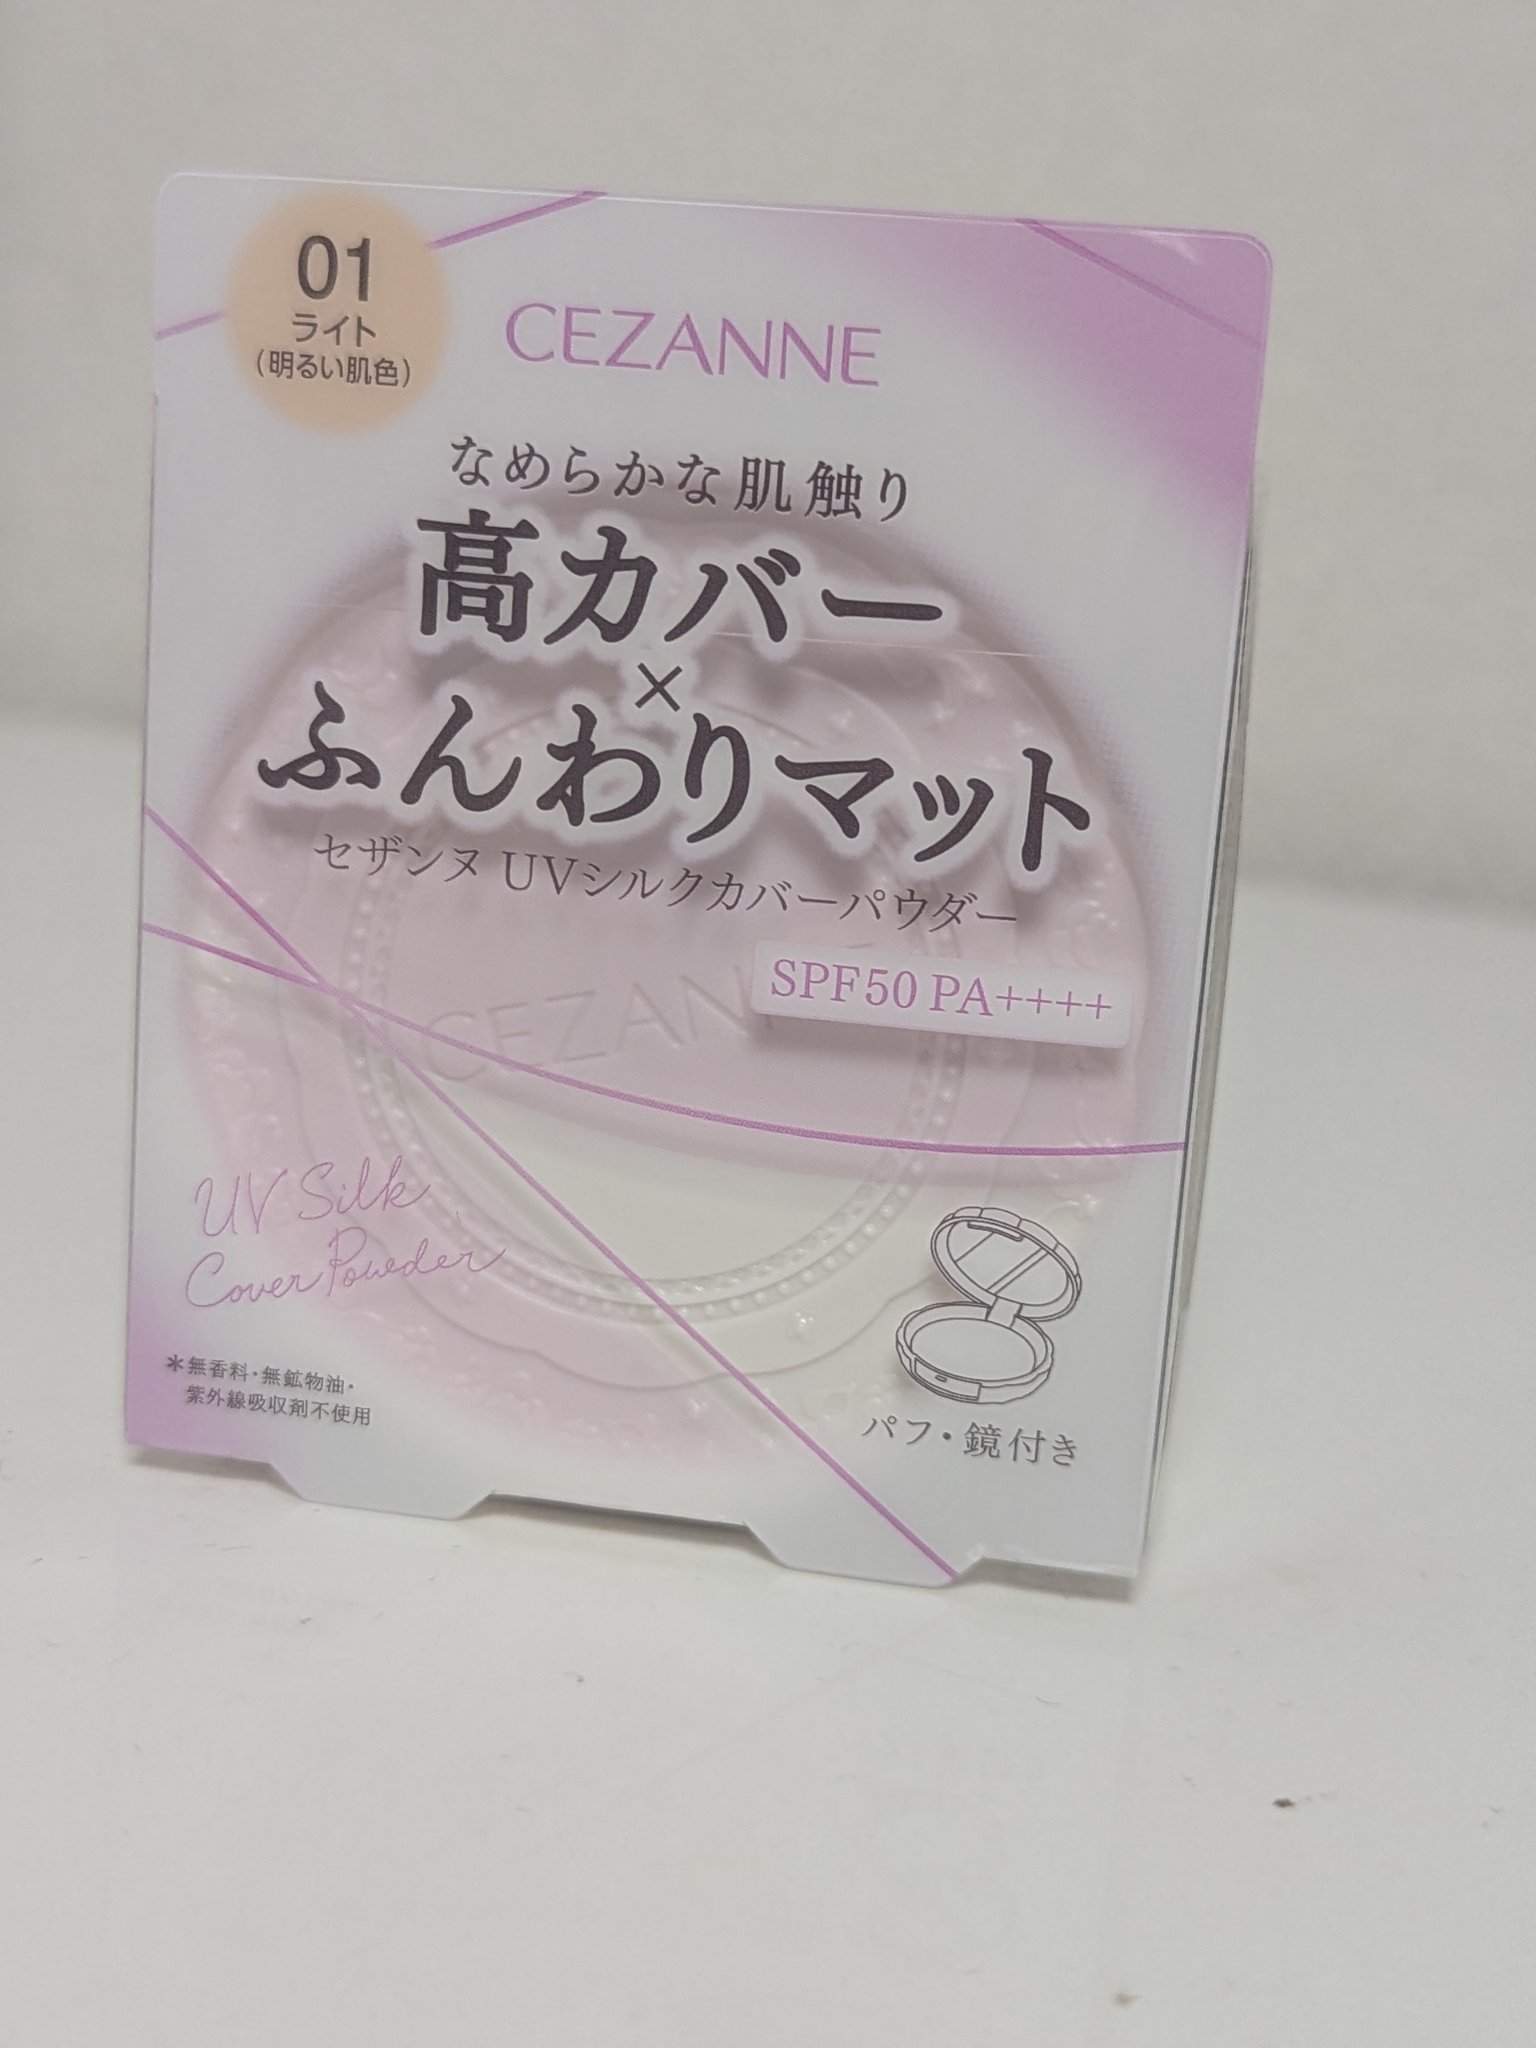 01
ライト
(明るい肌色)
CEZANNE
なめらかな肌触り
高カバー
×
ふんわりマット
セザンヌ UVシルクカバーパウダー
SPF50 PA++++
CEZANNE
UV Silk
Cover Powder
*無香料・無鉱物油・
紫外線吸収剤不使用
パフ・鏡付き